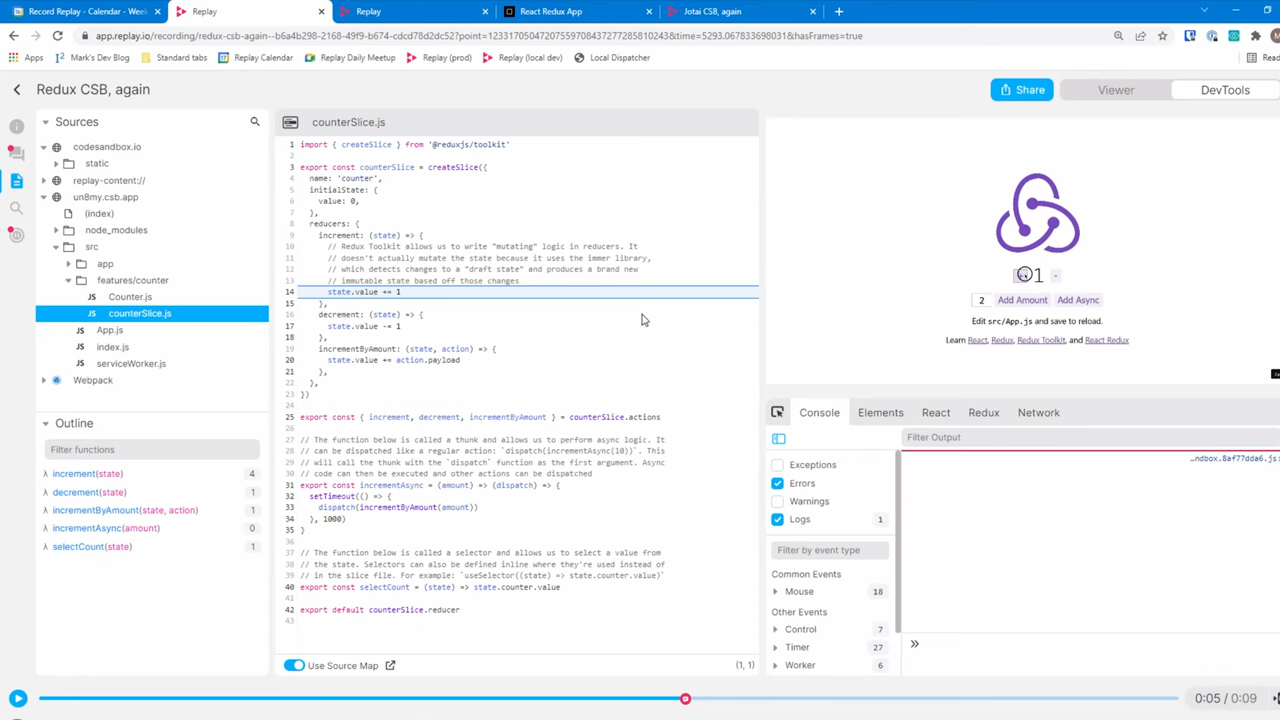 Record Replay - Calendar - Week
Replay
Replay
React Redux App
Jotai CSB, again
app.replay.io/recording/redux-csb-again--b6a4b298-2168-49f9-b674-cdcd78d2dc52?point=12331705047207559708437277285810243&time=5293.067833698031&hasFrames=true
Apps
Mark's Dev Blog
Standard tabs
Replay Calendar
Replay Daily Meetup
Replay (prod)
Replay (local dev)
Local Dispatcher
Read
Redux CSB, again
Share
Viewer
DevTools
Sources
codesandbox.io
static
replay-content://
un8my.csb.app
(index)
node_modules
src
app
features/counter
JS Counter.js
JS counterSlice.js
JS App.js
JS index.js
JS serviceWorker.js
Webpack
Outline
Filter functions
λ increment(state) 4
λ decrement(state) 1
λ incrementByAmount(state, action) 1
λ incrementAsync(amount) 0
λ selectCount(state) 1
counterSlice.js
1 import { createSlice } from '@reduxjs/toolkit'
2
3 export const counterSlice = createSlice({
4 name: 'counter',
5 initialState: {
6 value: 0,
7 },
8 reducers: {
9 increment: (state) => {
10 // Redux Toolkit allows us to write "mutating" logic in reducers. It
11 // doesn't actually mutate the state because it uses the immer library,
12 // which detects changes to a "draft state" and produces a brand new
13 // immutable state based off those changes
14 state.value += 1
15 },
16 decrement: (state) => {
17 state.value -= 1
18 },
19 incrementByAmount: (state, action) => {
20 state.value += action.payload
21 },
22 },
23 })
24
25 export const { increment, decrement, incrementByAmount } = counterSlice.actions
26
27 // The function below is called a thunk and allows us to perform async logic. It
28 // can be dispatched like a regular action: `dispatch(incrementAsync(10))`. This
29 // will call the thunk with the `dispatch` function as the first argument. Async
30 // code can then be executed and other actions can be dispatched
31 export const incrementAsync = (amount) => (dispatch) => {
32 setTimeout(() => {
33 dispatch(incrementByAmount(amount))
34 }, 1000)
35 }
36
37 // The function below is called a selector and allows us to select a value from
38 // the state. Selectors can also be defined inline where they're used instead of
39 // in the slice file. For example: `useSelector((state) => state.counter.value)`
40 export const selectCount = (state) => state.counter.value
41
42 export default counterSlice.reducer
43
Use Source Map
(1, 1)
1 -
2 Add Amount Add Async
Edit src/App.js and save to reload.
Learn React, Redux, Redux Toolkit, and React Redux
Console
Elements
React
Redux
Network
Filter Output
Exceptions
Errors
Warnings
Logs 1
Filter by event type
Common Events
Mouse 18
Other Events
Control 7
Timer 27
Worker 6
…ndbox.8af77dda6.js:
»
0:05 / 0:09